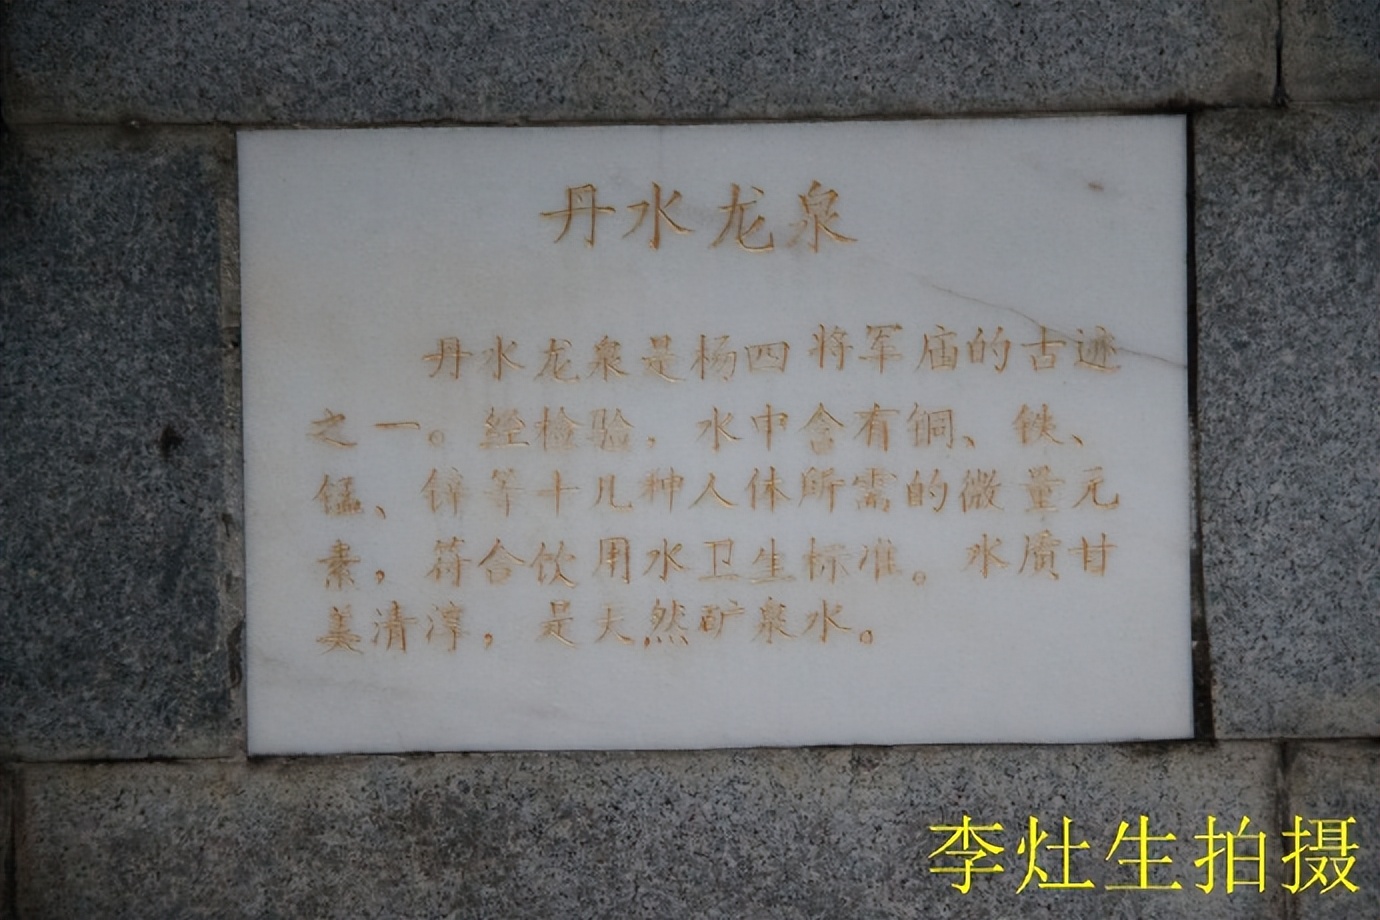 丹水龙泉
丹水龙泉是杨四将军庙的古迹
之一。经检验，水中含有铜、铁、
锰、锌等十几种人体所需的微量元
素，符合饮用水卫生标准。水质甘
美清淳，是天然矿泉水。
李灶生拍摄